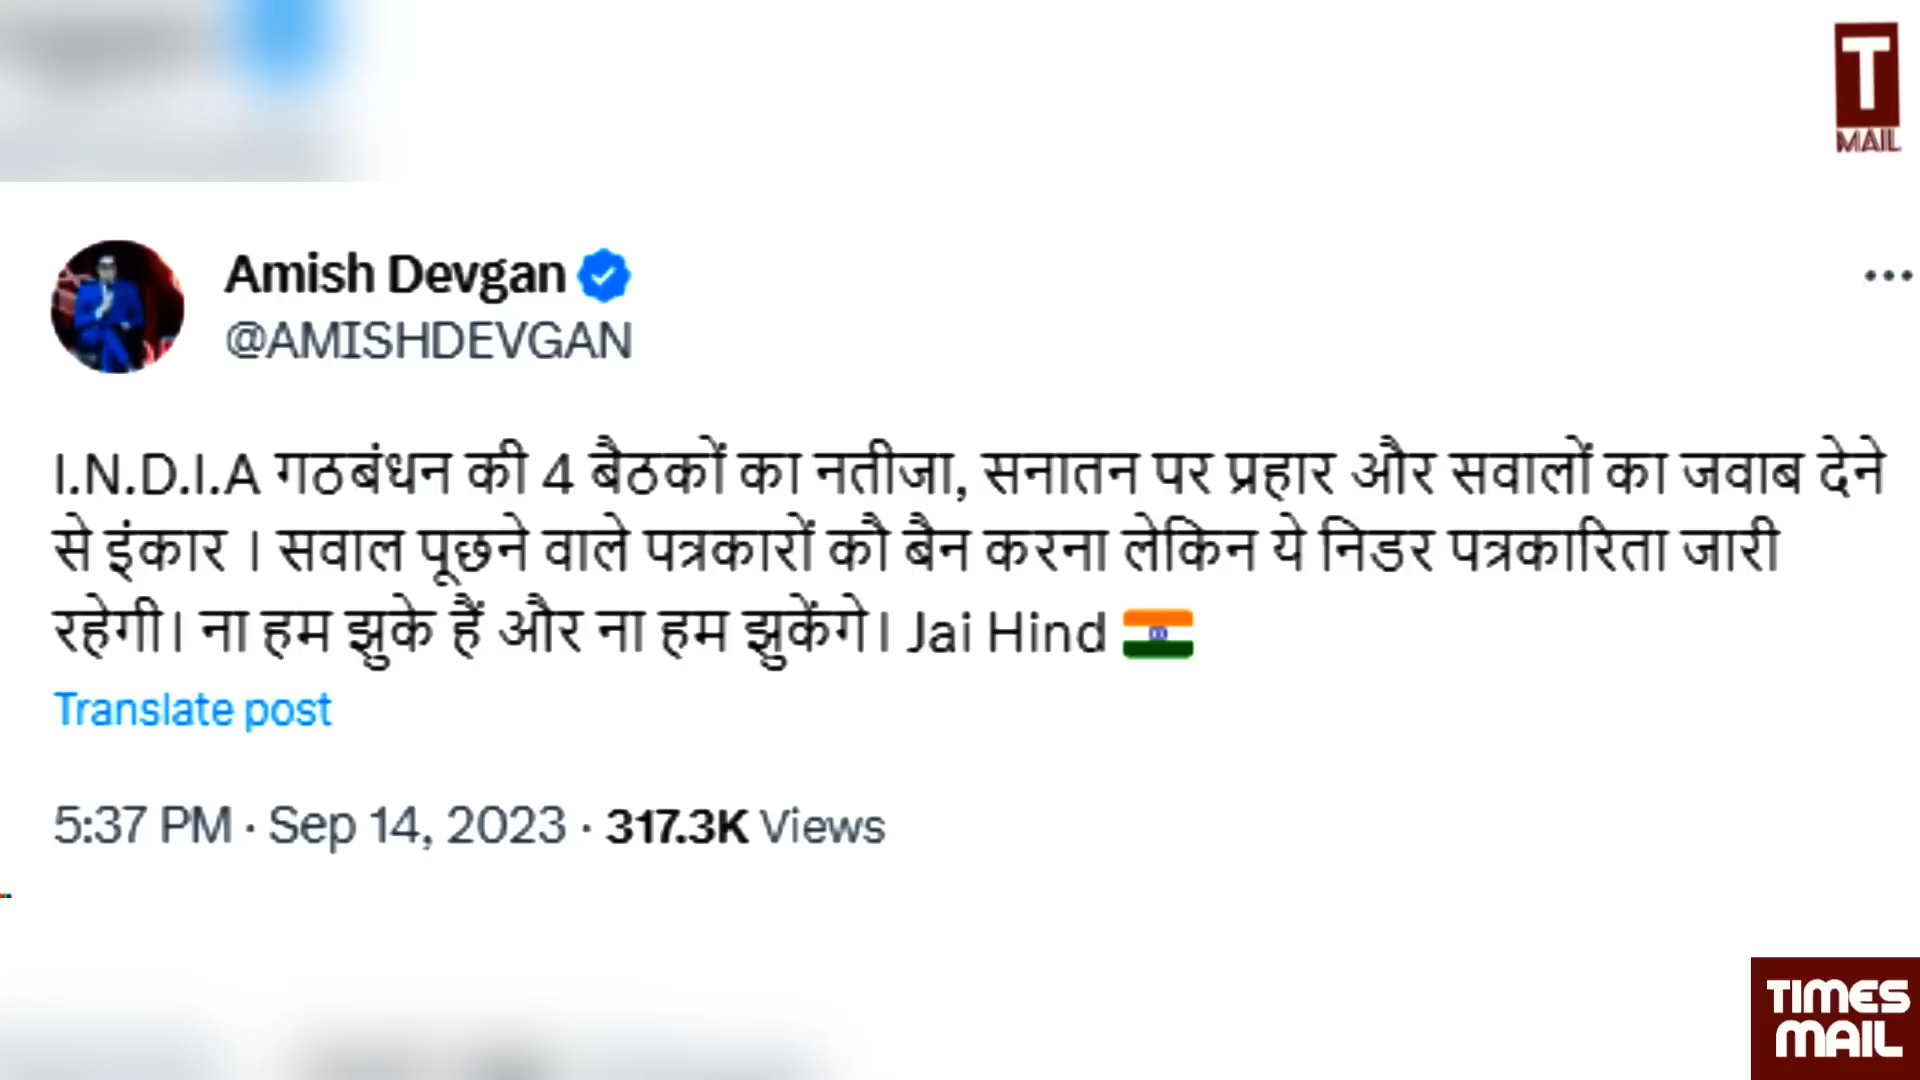 T
MAIL
Amish Devgan
@AMISHDEVGAN
I.N.D.I.A गठबंधन की 4 बैठकों का नतीजा, सनातन पर प्रहार और सवालों का जवाब देने
से इंकार । सवाल पूछने वाले पत्रकारों कौ बैन करना लेकिन ये निडर पत्रकारिता जारी
रहेगी। ना हम झुके हैं और ना हम झुकेंगे। Jai Hind
Translate post
5:37 PM · Sep 14, 2023 · 317.3K Views
TIMES
MAIL